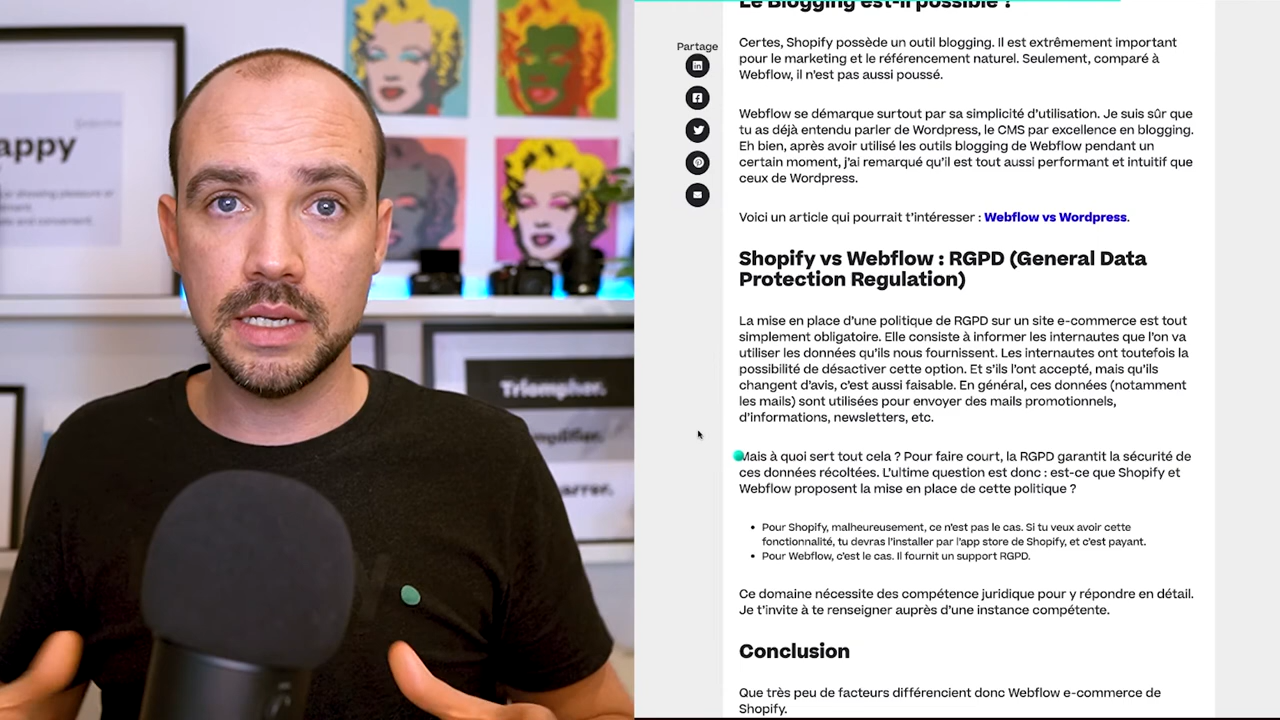 appy
Le Blogging est-il possible ?
Partage
Certes, Shopify possède un outil blogging. Il est extrêmement important
pour le marketing et le référencement naturel. Seulement, comparé à
Webflow, il n'est pas aussi poussé.
Webflow se démarque surtout par sa simplicité d'utilisation. Je suis sûr que
tu as déjà entendu parler de Wordpress, le CMS par excellence en blogging.
Eh bien, après avoir utilisé les outils blogging de Webflow pendant un
certain moment, j'ai remarqué qu'il est tout aussi performant et intuitif que
ceux de Wordpress.
Voici un article qui pourrait t'intéresser : Webflow vs Wordpress.
Shopify vs Webflow : RGPD (General Data
Protection Regulation)
La mise en place d'une politique de RGPD sur un site e-commerce est tout
simplement obligatoire. Elle consiste à informer les internautes que l'on va
utiliser les données qu'ils nous fournissent. Les internautes ont toutefois la
possibilité de désactiver cette option. Et s'ils l'ont accepté, mais qu'ils
changent d'avis, c'est aussi faisable. En général, ces données (notamment
les mails) sont utilisées pour envoyer des mails promotionnels,
d'informations, newsletters, etc.
Mais à quoi sert tout cela ? Pour faire court, la RGPD garantit la sécurité de
ces données récoltées. L'ultime question est donc : est-ce que Shopify et
Webflow proposent la mise en place de cette politique ?
• Pour Shopify, malheureusement, ce n'est pas le cas. Si tu veux avoir cette
fonctionnalité, tu devras l'installer par l'app store de Shopify, et c'est payant.
• Pour Webflow, c'est le cas. Il fournit un support RGPD.
Ce domaine nécessite des compétence juridique pour y répondre en détail.
Je t'invite à te renseigner auprès d'une instance compétente.
Conclusion
Que très peu de facteurs différencient donc Webflow e-commerce de
Shopify.
Triompher.